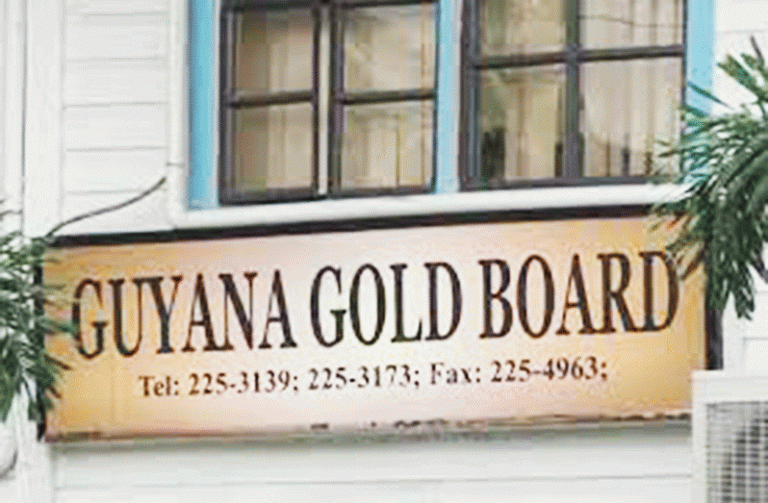 GUYANA GOLD BOARD
Tel: 225-3139; 225-3173; Fax: 225-4963;